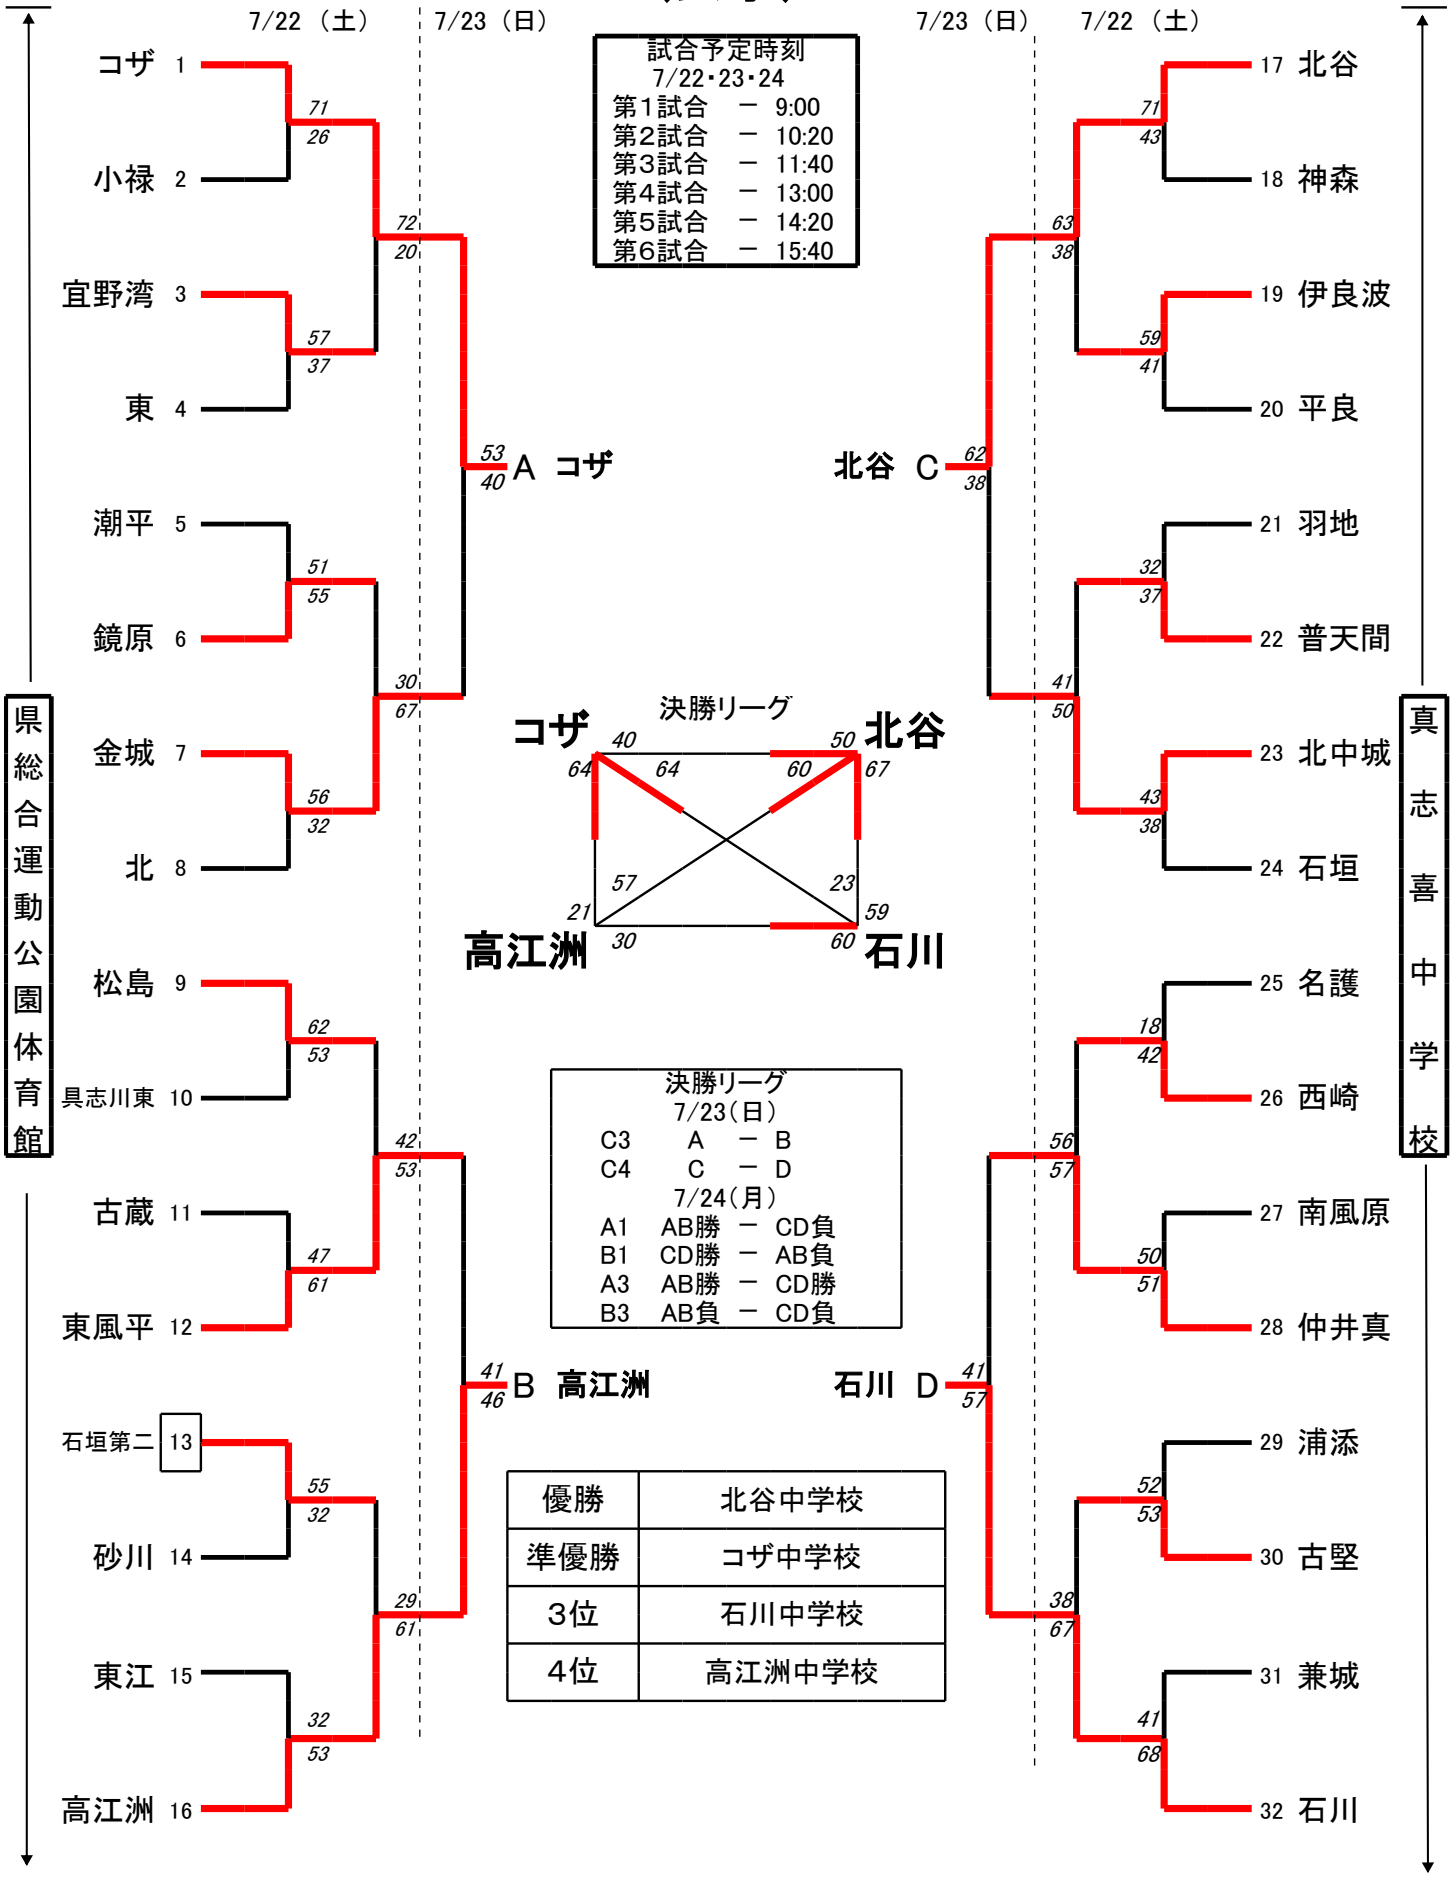 7/22 （土） 7/23（日） 7/23（日） 7/22（土）
試合予定時刻
7/22・23・24
第1試合 － 9:00
第2試合 － 10:20
第3試合 － 11:40
第4試合 － 13:00
第5試合 － 14:20
第6試合 － 15:40
コザ 1
71
26
小禄 2
72
20
宜野湾 3
57
37
東 4
53
40
A コザ
潮平 5
51
55
鏡原 6
30
67
金城 7
56
32
北 8
松島 9
62
53
具志川東 10
42
53
古蔵 11
47
61
東風平 12
41
46
B 高江洲
石垣第二 13
55
32
砂川 14
29
61
東江 15
32
53
高江洲 16
県総合運動公園体育館
決勝リーグ
コザ 40 50 北谷
64 64 60 67
57 23
21 59
30 60
高江洲 石川
決勝リーグ
7/23(日)
C3 A － B
C4 C － D
7/24(月)
A1 AB勝 － CD負
B1 CD勝 － AB負
A3 AB勝 － CD勝
B3 AB負 － CD負
優勝 北谷中学校
準優勝 コザ中学校
3位 石川中学校
4位 高江洲中学校
17 北谷
71
43
18 神森
63
38
19 伊良波
59
41
20 平良
北谷 C
62
38
21 羽地
32
37
22 普天間
41
50
23 北中城
43
38
24 石垣
25 名護
18
42
26 西崎
56
57
27 南風原
50
51
28 仲井真
石川 D
41
57
29 浦添
52
53
30 古堅
38
67
31 兼城
41
68
32 石川
真志喜中学校